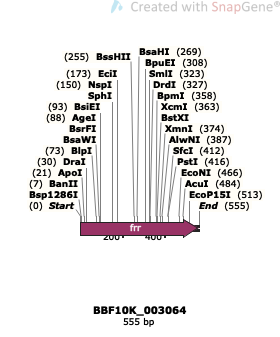 Created with SnapGene®
BsaHI (269)
(255) BssHII
BpuEI (308)
(173) EciI SmlI (323)
(150) NspI DrdI (327)
SphI BpmI (358)
(93) BsiEI XcmI (363)
(88) AgeI BstXI
BsrFI XmnI (374)
BsaWI AlwNI (387)
(73) BlpI SfcI (412)
(30) DraI PstI (416)
(21) ApoI EcoNI (466)
(7) BanII AcuI (484)
Bsp1286I EcoP15I (513)
(0) Start End (555)
frr
200 400
BBF10K_003064
555 bp